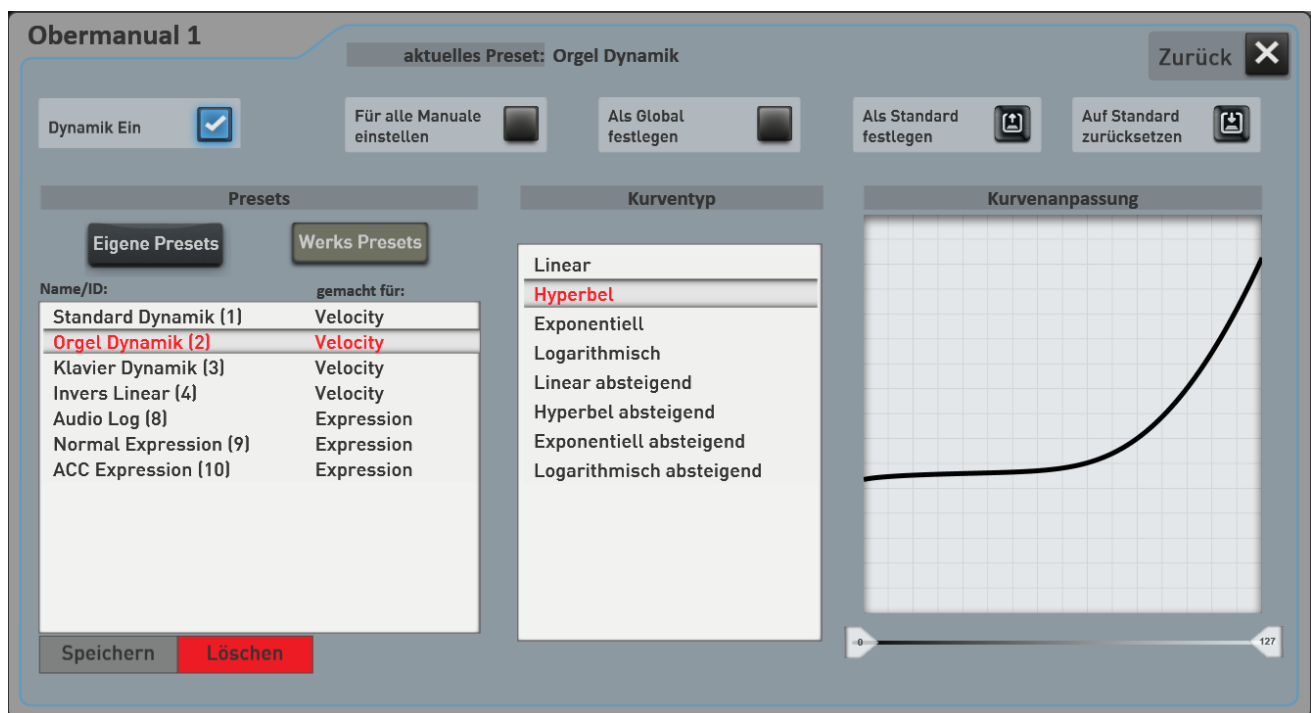 Obermanual 1
aktuelles Preset: Orgel Dynamik
Zurück
Dynamik Ein
Für alle Manuale
einstellen
Als Global
festlegen
Als Standard
festlegen
Auf Standard
zurücksetzen
Presets
Eigene Presets
Werks Presets
Name/ID:
gemacht für:
Standard Dynamik (1) Velocity
Orgel Dynamik (2) Velocity
Klavier Dynamik (3) Velocity
Invers Linear (4) Velocity
Audio Log (8) Expression
Normal Expression (9) Expression
ACC Expression (10) Expression
Speichern
Löschen
Kurventyp
Linear
Hyperbel
Exponentiell
Logarithmisch
Linear absteigend
Hyperbel absteigend
Exponentiell absteigend
Logarithmisch absteigend
Kurvenanpassung
0
127